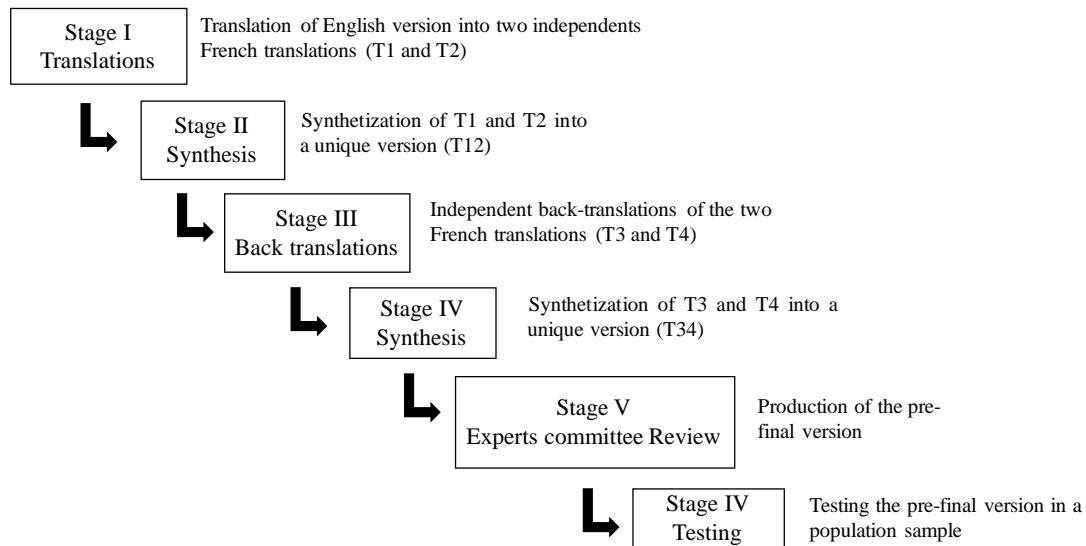 Stage I
Translations
Translation of English version into two independents
French translations (T1 and T2)
Stage II
Synthesis
Synthetization of T1 and T2 into
a unique version (T12)
Stage III
Back translations
Independent back-translations of the two
French translations (T3 and T4)
Stage IV
Synthesis
Synthetization of T3 and T4 into a
unique version (T34)
Stage V
Experts committee Review
Production of the pre-
final version
Stage IV
Testing
Testing the pre-final version in a
population sample